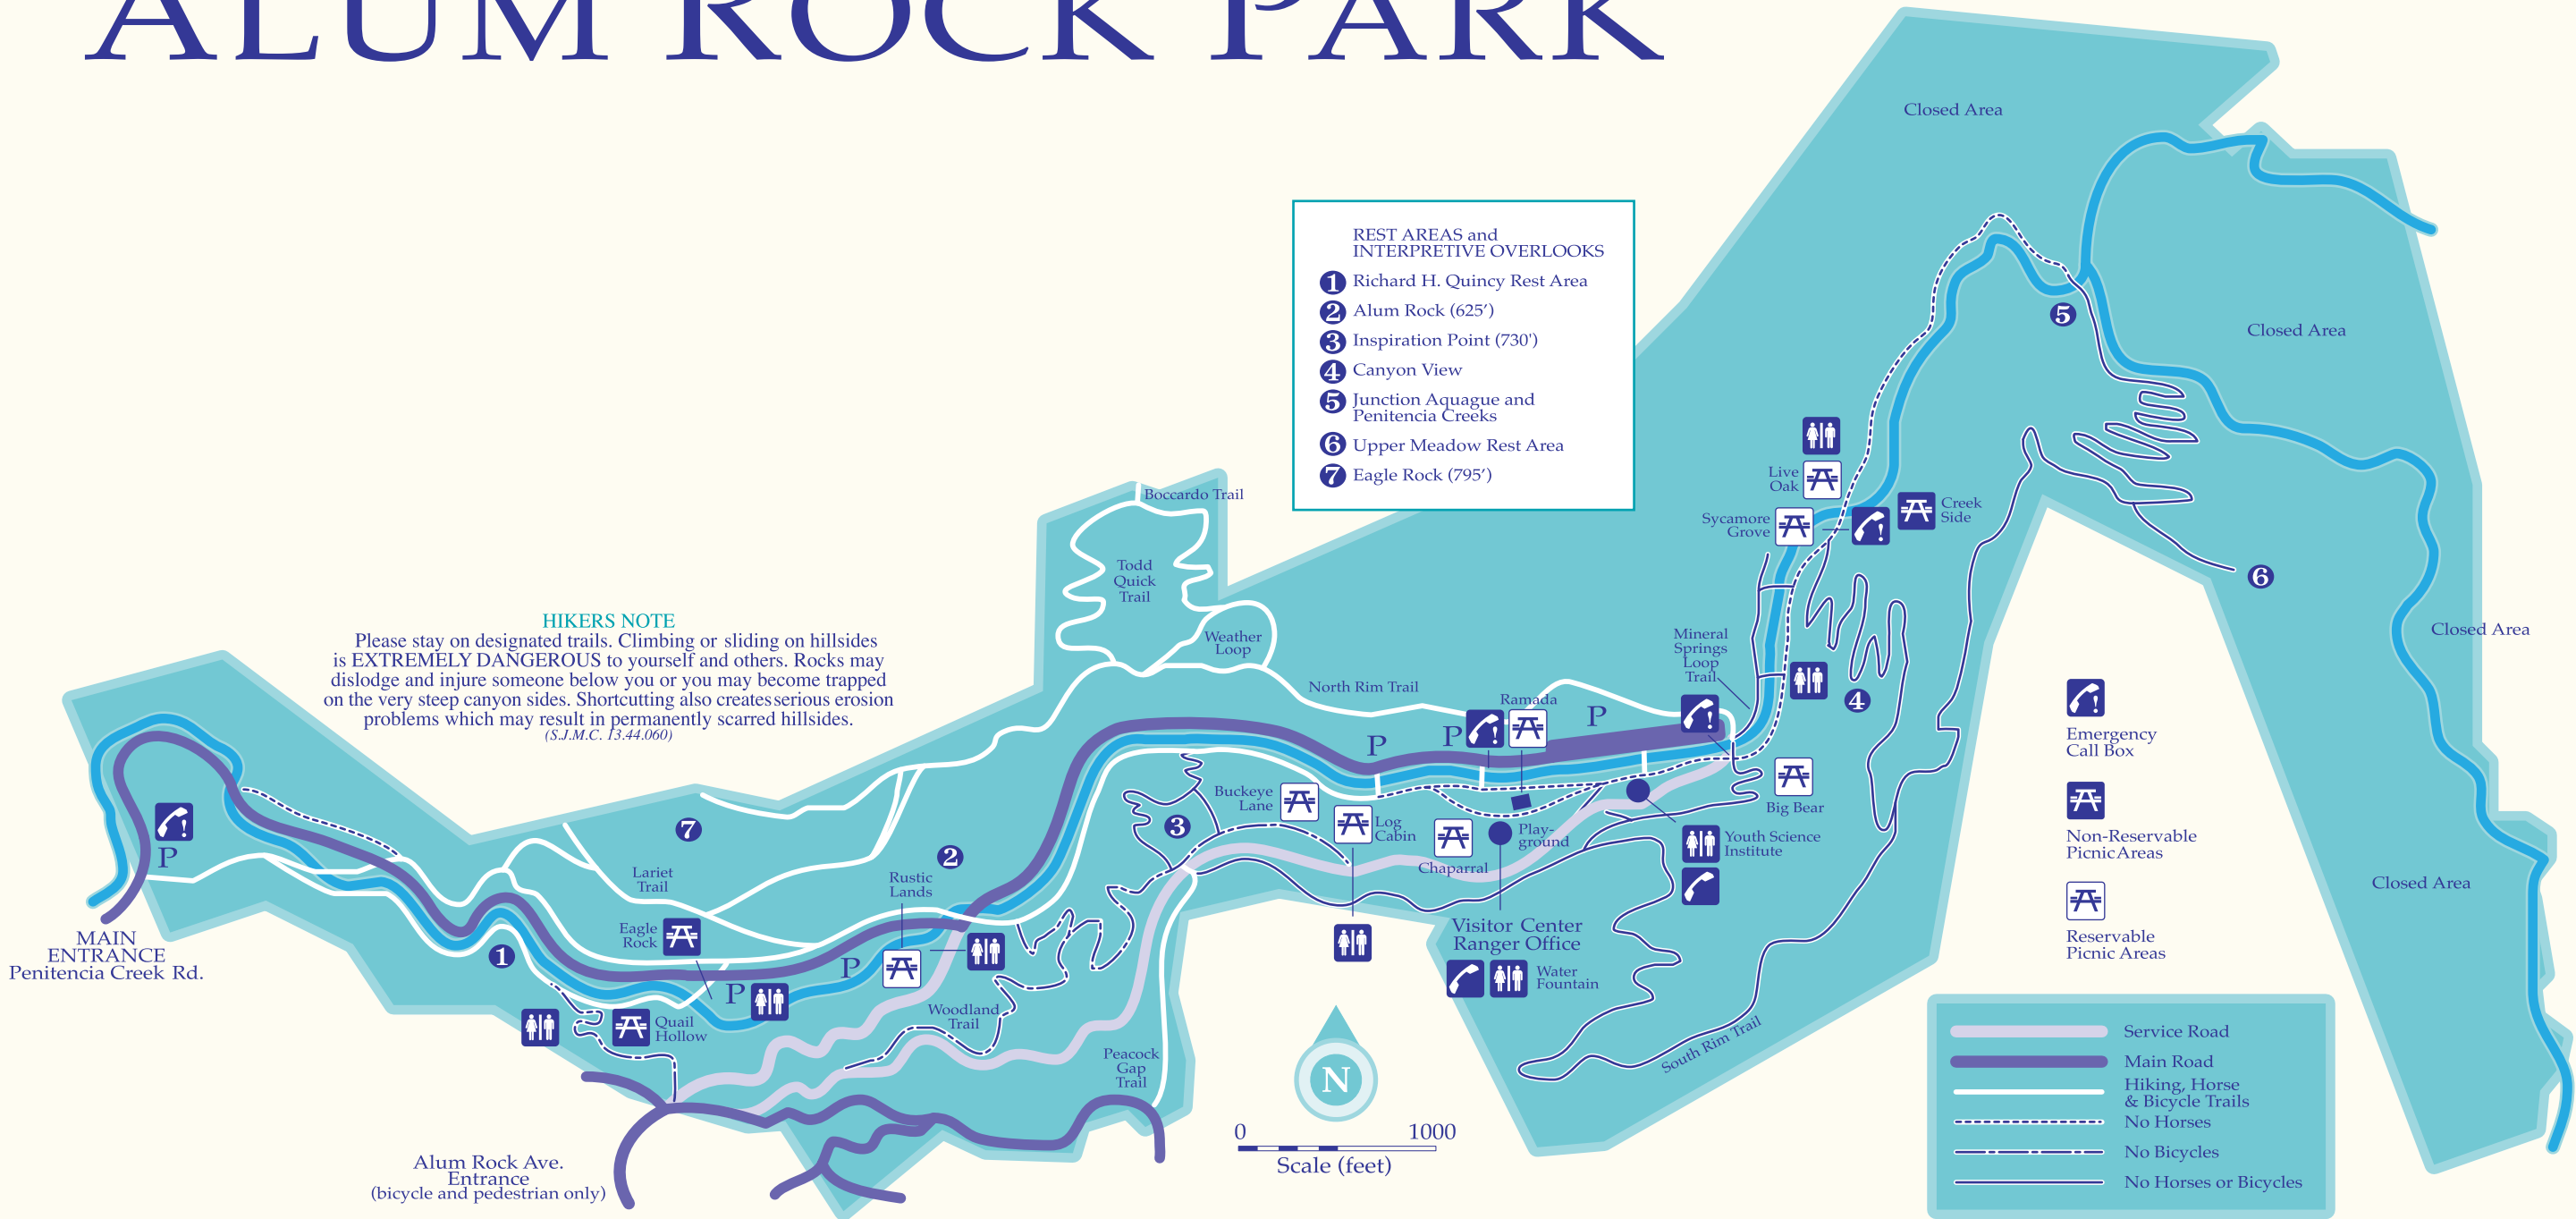 ALUM ROCK PARK
Closed Area
REST AREAS and
INTERPRETIVE OVERLOOKS
1 Richard H. Quincy Rest Area
2 Alum Rock (625’)
3 Inspiration Point (730')
4 Canyon View
5 Junction Aquague and
Penitencia Creeks
6 Upper Meadow Rest Area
7 Eagle Rock (795’)
5
Closed Area
Live
Oak
Sycamore
Grove
Creek
Side
Boccardo Trail
Todd
Quick
Trail
Weather
Loop
6
Closed Area
HIKERS NOTE
Please stay on designated trails. Climbing or sliding on hillsides
is EXTREMELY DANGEROUS to yourself and others. Rocks may
dislodge and injure someone below you or you may become trapped
on the very steep canyon sides. Shortcutting also creates serious erosion
problems which may result in permanently scarred hillsides.
(S.J.M.C. 13.44.060)
Mineral
Springs
Loop
Trail
North Rim Trail
Ramada
4
P
P
P
Emergency
Call Box
Buckeye
Lane
Big Bear
Log
Cabin
Play-
ground
Chaparral
Youth Science
Institute
Non-Reservable
Picnic Areas
P
7
3
2
Lariet
Trail
Rustic
Lands
Closed Area
Eagle
Rock
MAIN
ENTRANCE
Penitencia Creek Rd.
1
P
P
Visitor Center
Ranger Office
Water
Fountain
Reservable
Picnic Areas
Quail
Hollow
Woodland
Trail
Peacock
Gap
Trail
South Rim Trail
N
0 1000
Scale (feet)
Alum Rock Ave.
Entrance
(bicycle and pedestrian only)
Service Road
Main Road
Hiking, Horse
& Bicycle Trails
No Horses
No Bicycles
No Horses or Bicycles